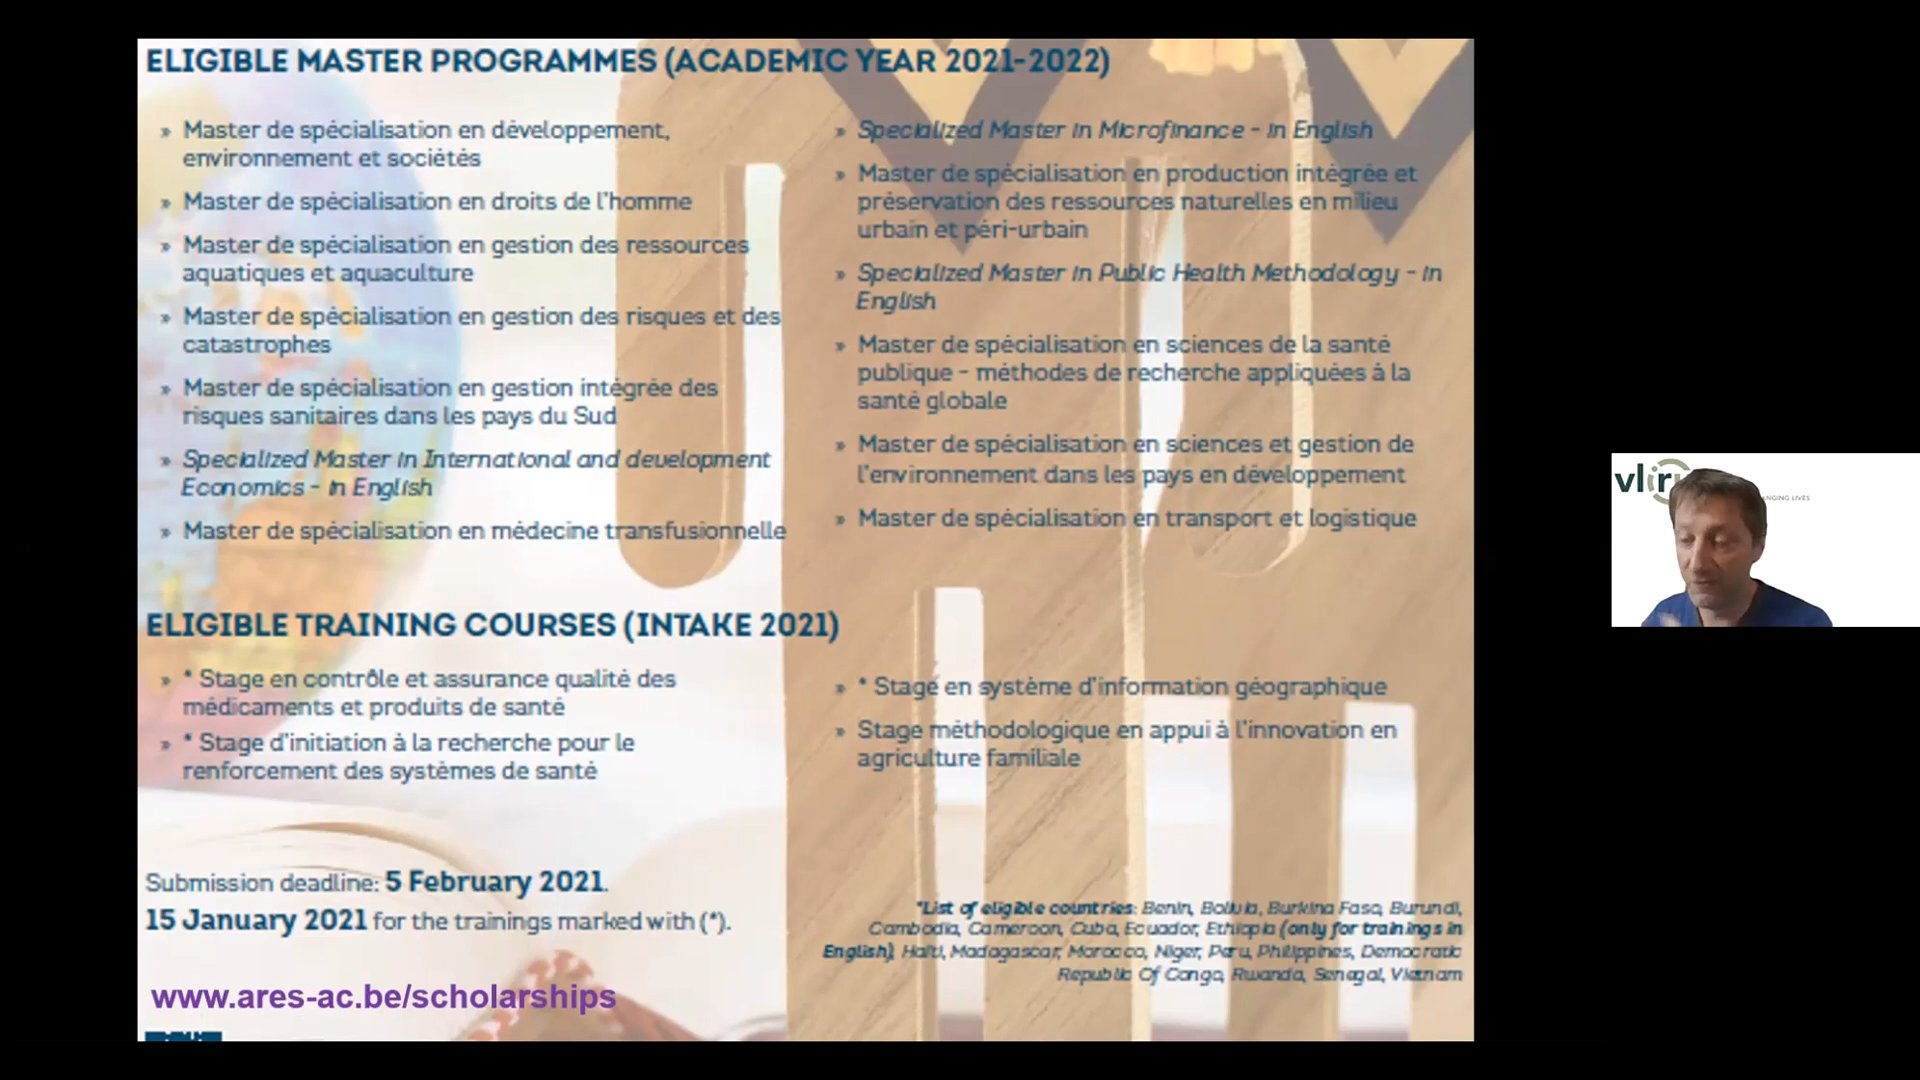 ELIGIBLE MASTER PROGRAMMES (ACADEMIC YEAR 2021-2022)
» Master de spécialisation en développement,
environnement et sociétés
» Master de spécialisation en droits de l'homme
» Master de spécialisation en gestion des ressources
aquatiques et aquaculture
» Master de spécialisation en gestion des risques et des
catastrophes
» Master de spécialisation en gestion intégrée des
risques sanitaires dans les pays du Sud
» Specialized Master in International and development
Economics - in English
» Master de spécialisation en médecine transfusionnelle
» Specialized Master in Microfinance - in English
» Master de spécialisation en production intégrée et
préservation des ressources naturelles en milieu
urbain et péri-urbain
» Specialized Master in Public Health Methodology - in
English
» Master de spécialisation en sciences de la santé
publique - méthodes de recherche appliquées à la
santé globale
» Master de spécialisation en sciences et gestion de
l'environnement dans les pays en développement
» Master de spécialisation en transport et logistique
ELIGIBLE TRAINING COURSES (INTAKE 2021)
» * Stage en contrôle et assurance qualité des
médicaments et produits de santé
» * Stage d'initiation à la recherche pour le
renforcement des systèmes de santé
» * Stage en système d'information géographique
» Stage méthodologique en appui à l'innovation en
agriculture familiale
Submission deadline: 5 February 2021.
15 January 2021 for the trainings marked with (*).
*List of eligible countries: Benin, Bolivia, Burkina Faso, Burundi,
Cambodia, Cameroon, Cuba, Ecuador, Ethiopia (only for trainings in
English), Haïti, Madagascar, Morocco, Niger, Peru, Philippines, Democratic
Republic Of Congo, Rwanda, Senegal, Vietnam
www.ares-ac.be/scholarships
vlir
ANGING LIVES